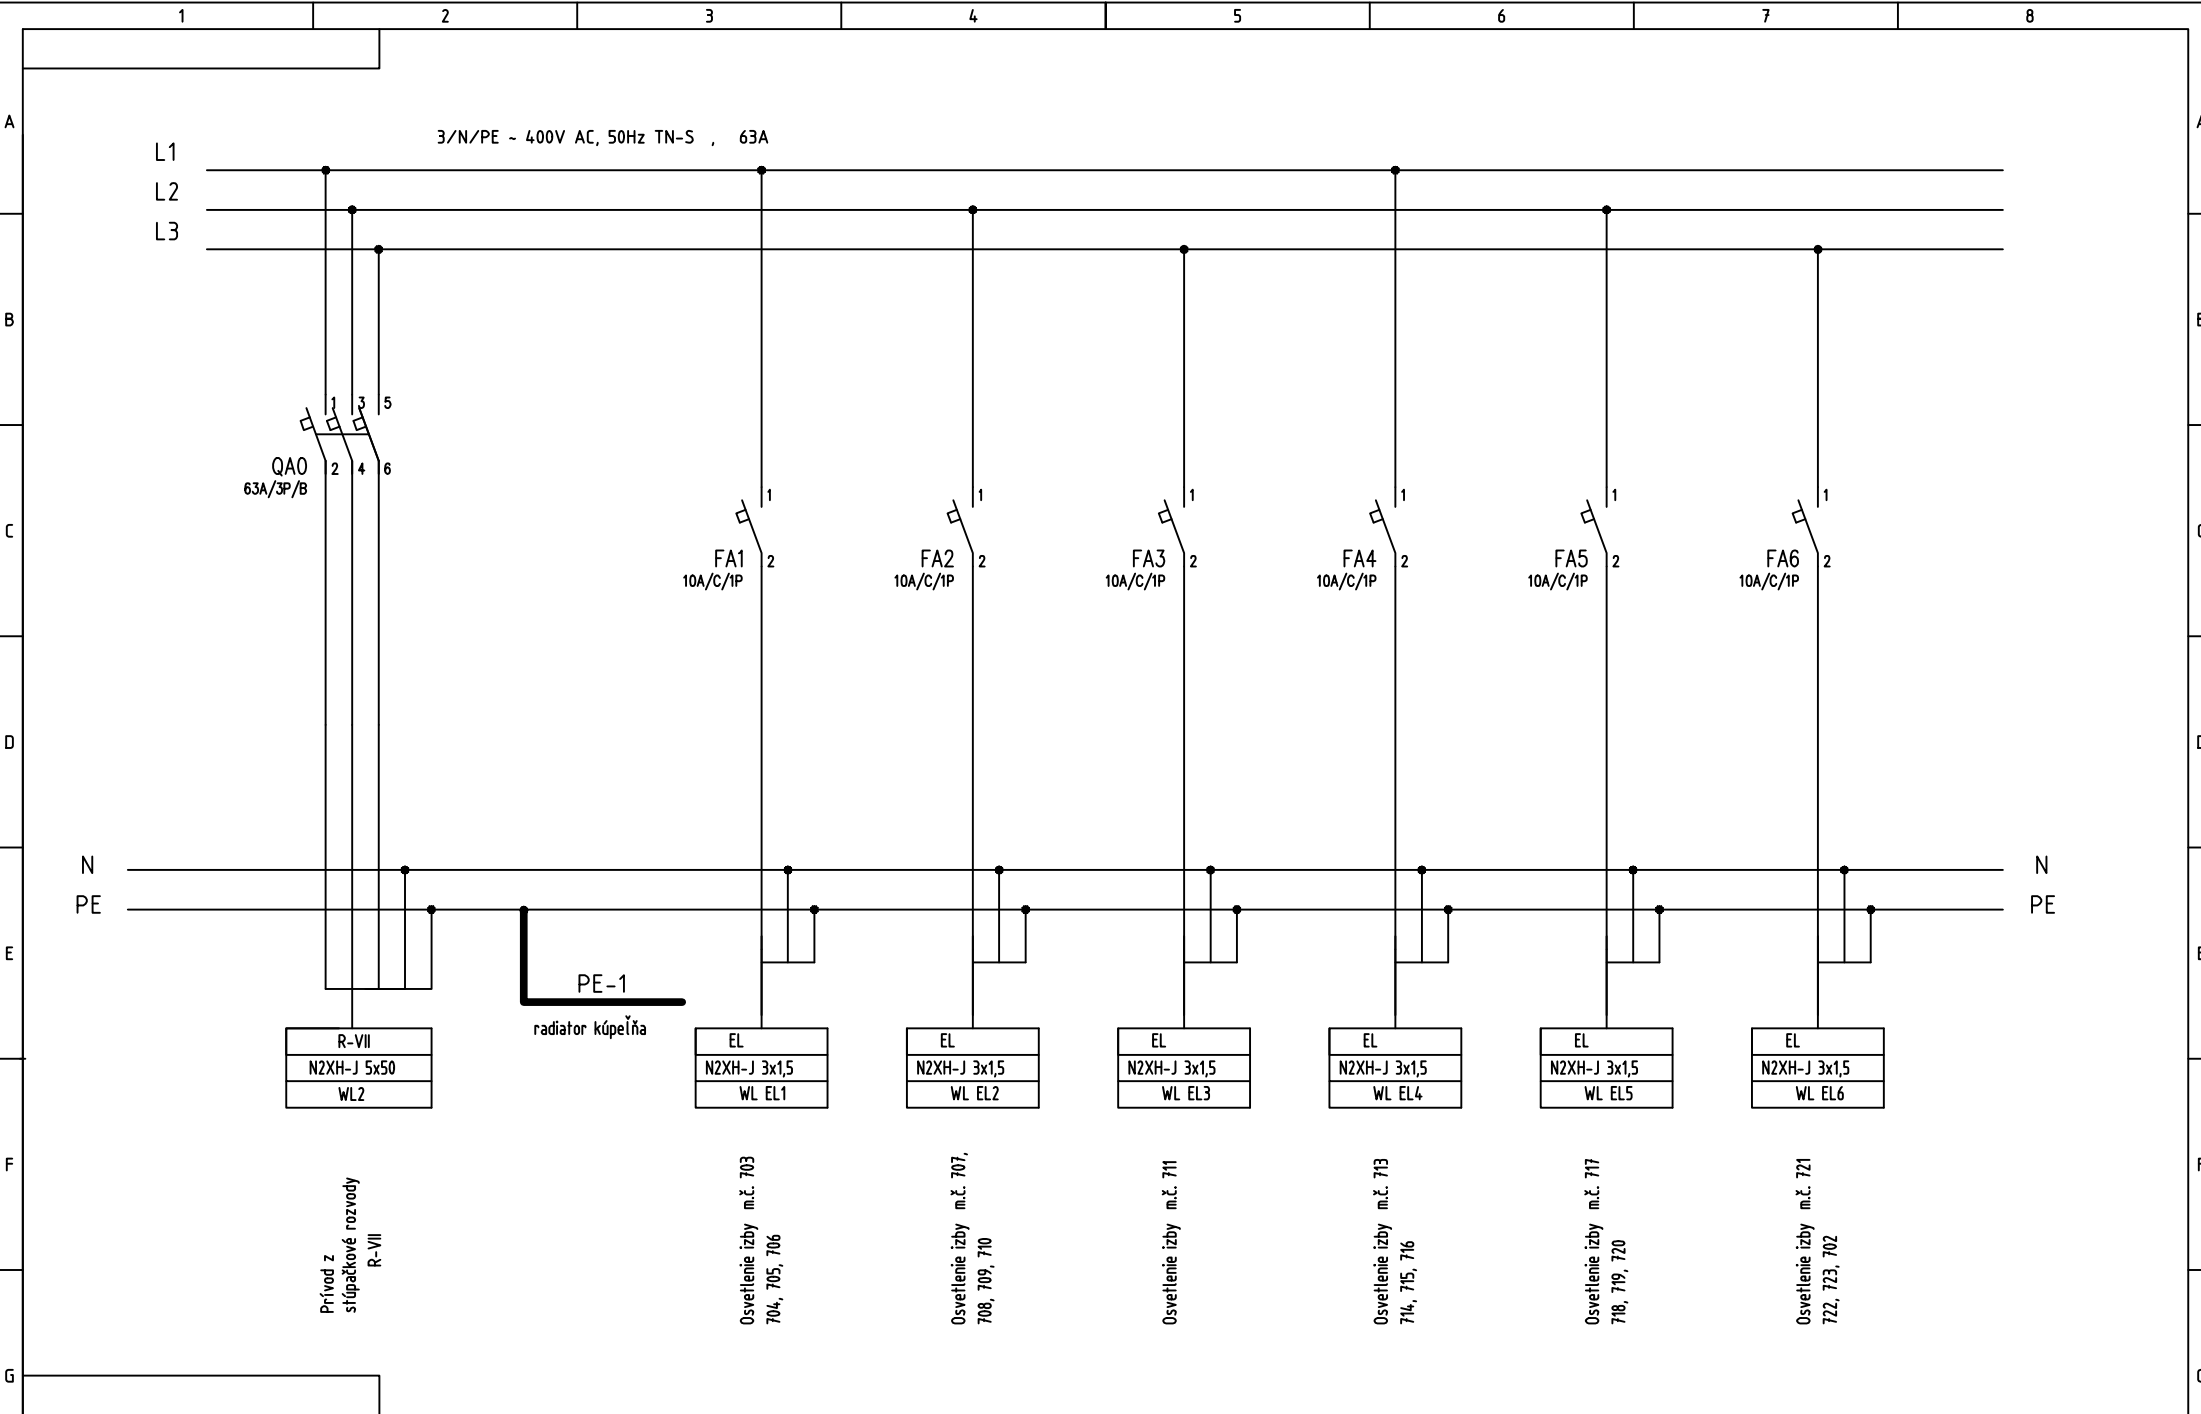 1 2 3 4 5 6 7 8
A
3/N/PE ~ 400V AC, 50Hz TN-S , 63A
L1
L2
L3
B B
1 3 5
QA0 2 4 6
63A/3P/B
1 1 1 1 1 1
C
FA1 2 FA2 2 FA3 2 FA4 2 FA5 2 FA6 2
10A/C/1P 10A/C/1P 10A/C/1P 10A/C/1P 10A/C/1P 10A/C/1P
D
N N
PE PE
E
PE-1
radiator kúpeľňa
R-VII EL EL EL EL EL EL
N2XH-J 5x50 N2XH-J 3x1,5 N2XH-J 3x1,5 N2XH-J 3x1,5 N2XH-J 3x1,5 N2XH-J 3x1,5 N2XH-J 3x1,5
WL2 WL EL1 WL EL2 WL EL3 WL EL4 WL EL5 WL EL6
F
Prívod z
stúpačkové rozvody
R-VII
Osvetlenie izby m.č. 703
704, 705, 706
Osvetlenie izby m.č. 707,
708, 709, 710
Osvetlenie izby m.č. 711
Osvetlenie izby m.č. 713
714, 715, 716
Osvetlenie izby m.č. 717
718, 719, 720
Osvetlenie izby m.č. 721
722, 723, 702
G